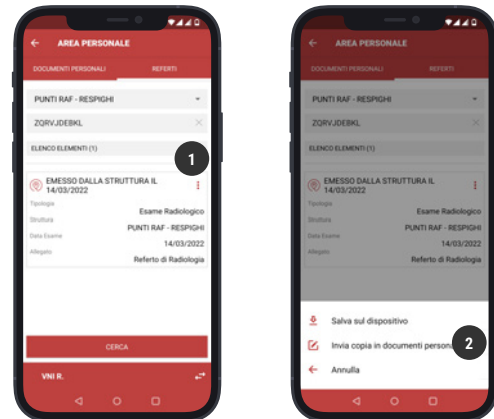 AREA PERSONALE
DOCUMENTI PERSONALI REFERTI
PUNTI RAF - RESPIGHI
ZQRVJDEBKL
ELENCO ELEMENTI (1)
1
EMESSO DALLA STRUTTURA IL
14/03/2022
Tipologia
Esame Radiologico
Struttura
PUNTI RAF - RESPIGHI
Data Esame
14/03/2022
Allegato
Referto di Radiologia
CERCA
VNI R.
AREA PERSONALE
DOCUMENTI PERSONALI REFERTI
PUNTI RAF - RESPIGHI
ZQRVJDEBKL
ELENCO ELEMENTI (1)
EMESSO DALLA STRUTTURA IL
14/03/2022
Tipologia
Esame Radiologico
Struttura
PUNTI RAF - RESPIGHI
Data Esame
14/03/2022
Allegato
Referto di Radiologia
Salva sul dispositivo
Invia copia in documenti persona
2
Annulla